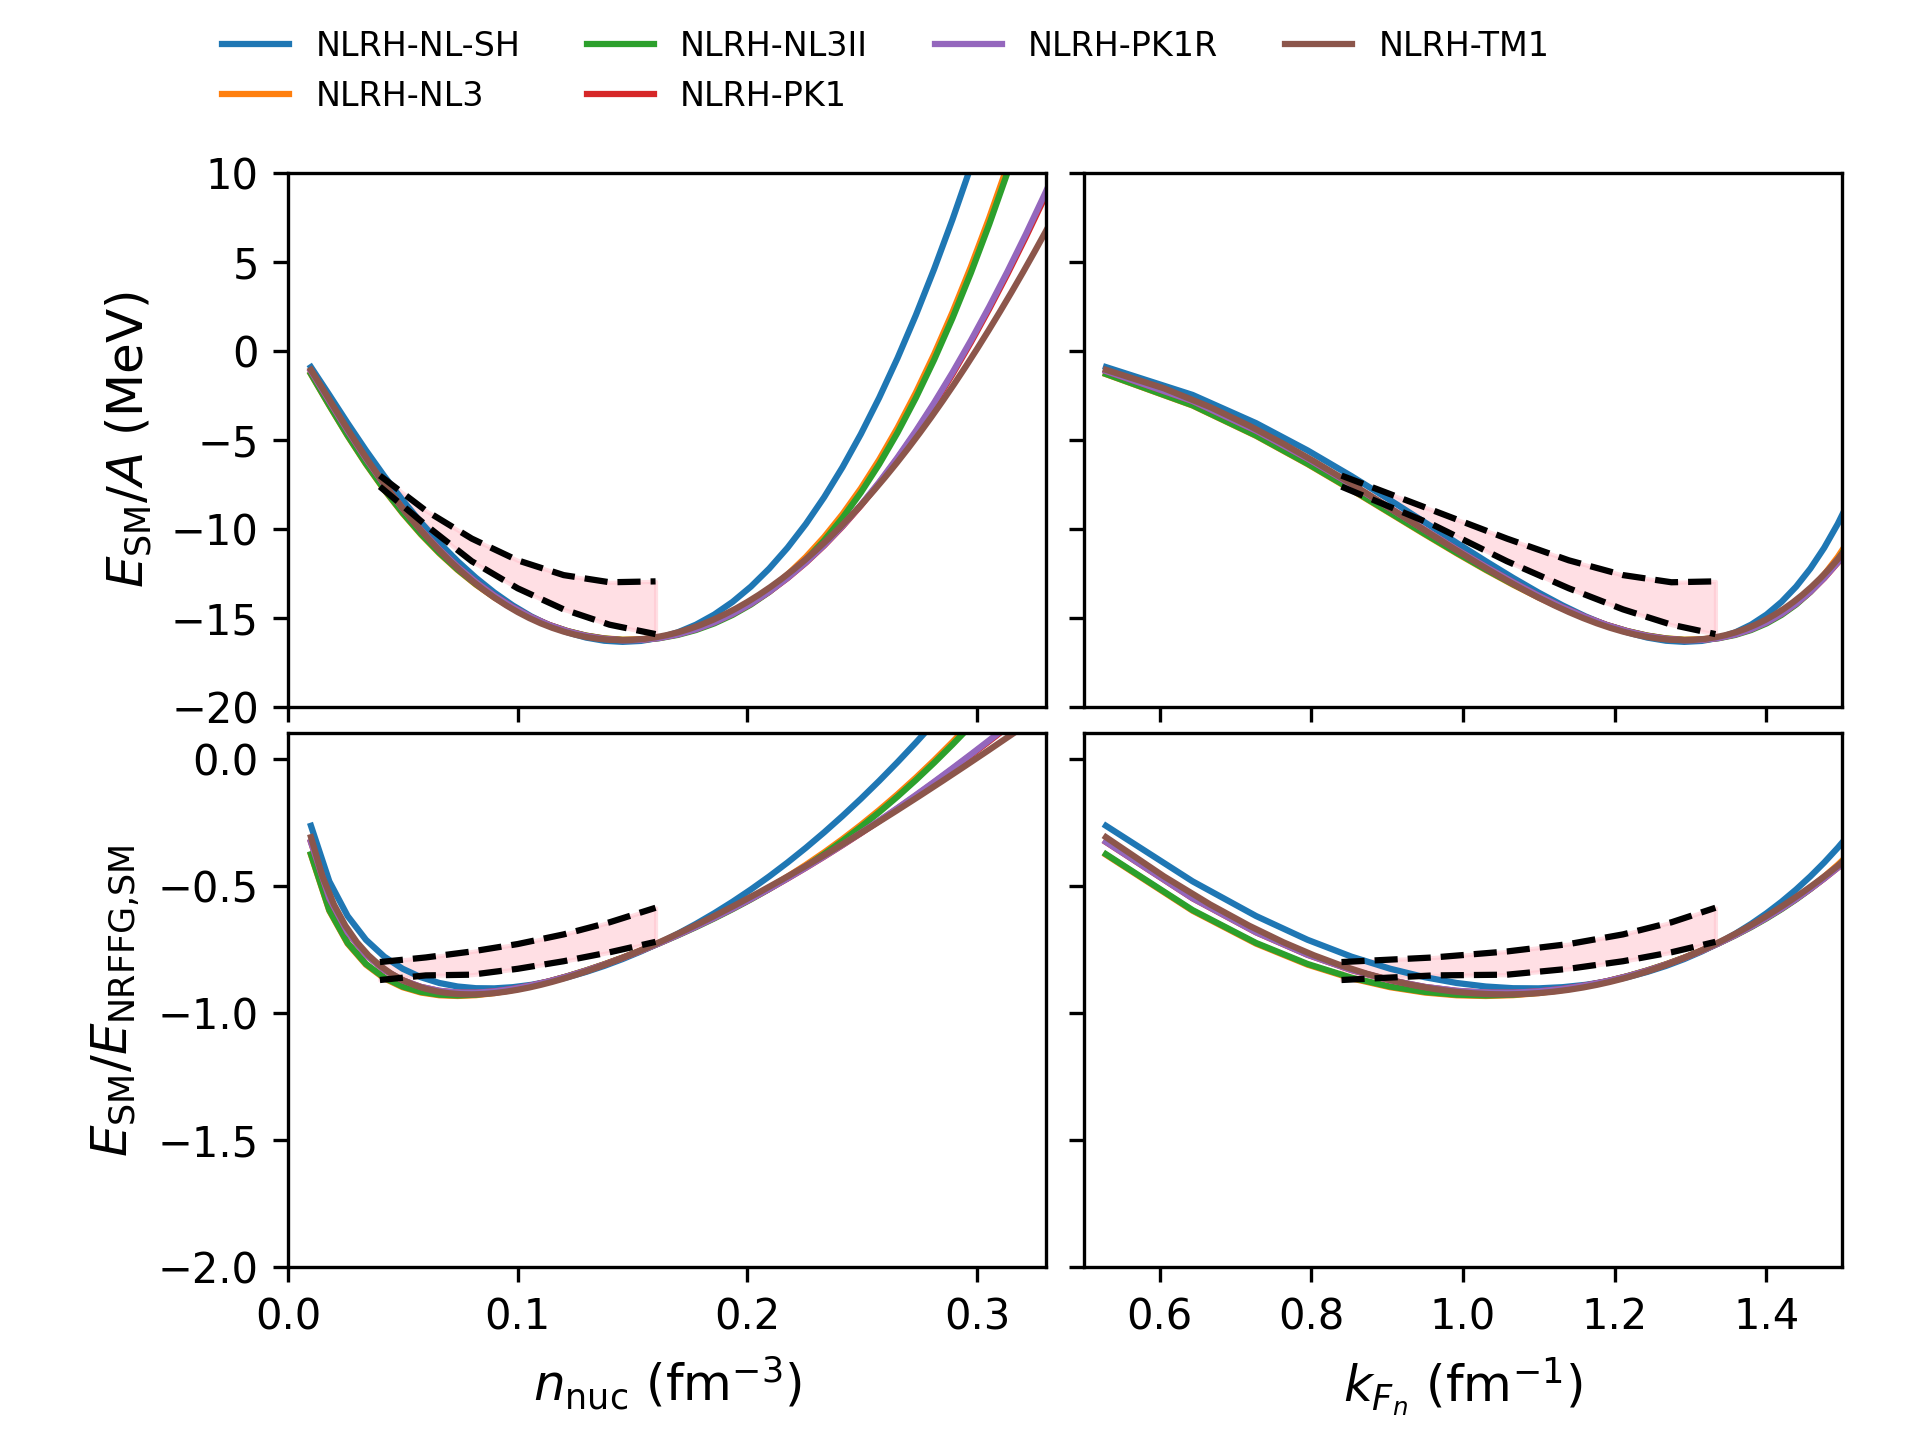 NLRH-NL-SH NLRH-NL3II NLRH-PK1R NLRH-TM1
NLRH-NL3 NLRH-PK1
10
5
0
−5
−10
−15
−20
E_SM/A (MeV)
0.0
−0.5
−1.0
−1.5
−2.0
E_SM/E_NRFFG,SM
0.0 0.1 0.2 0.3
n_nuc (fm⁻³)
0.6 0.8 1.0 1.2 1.4
k_{F_n} (fm⁻¹)